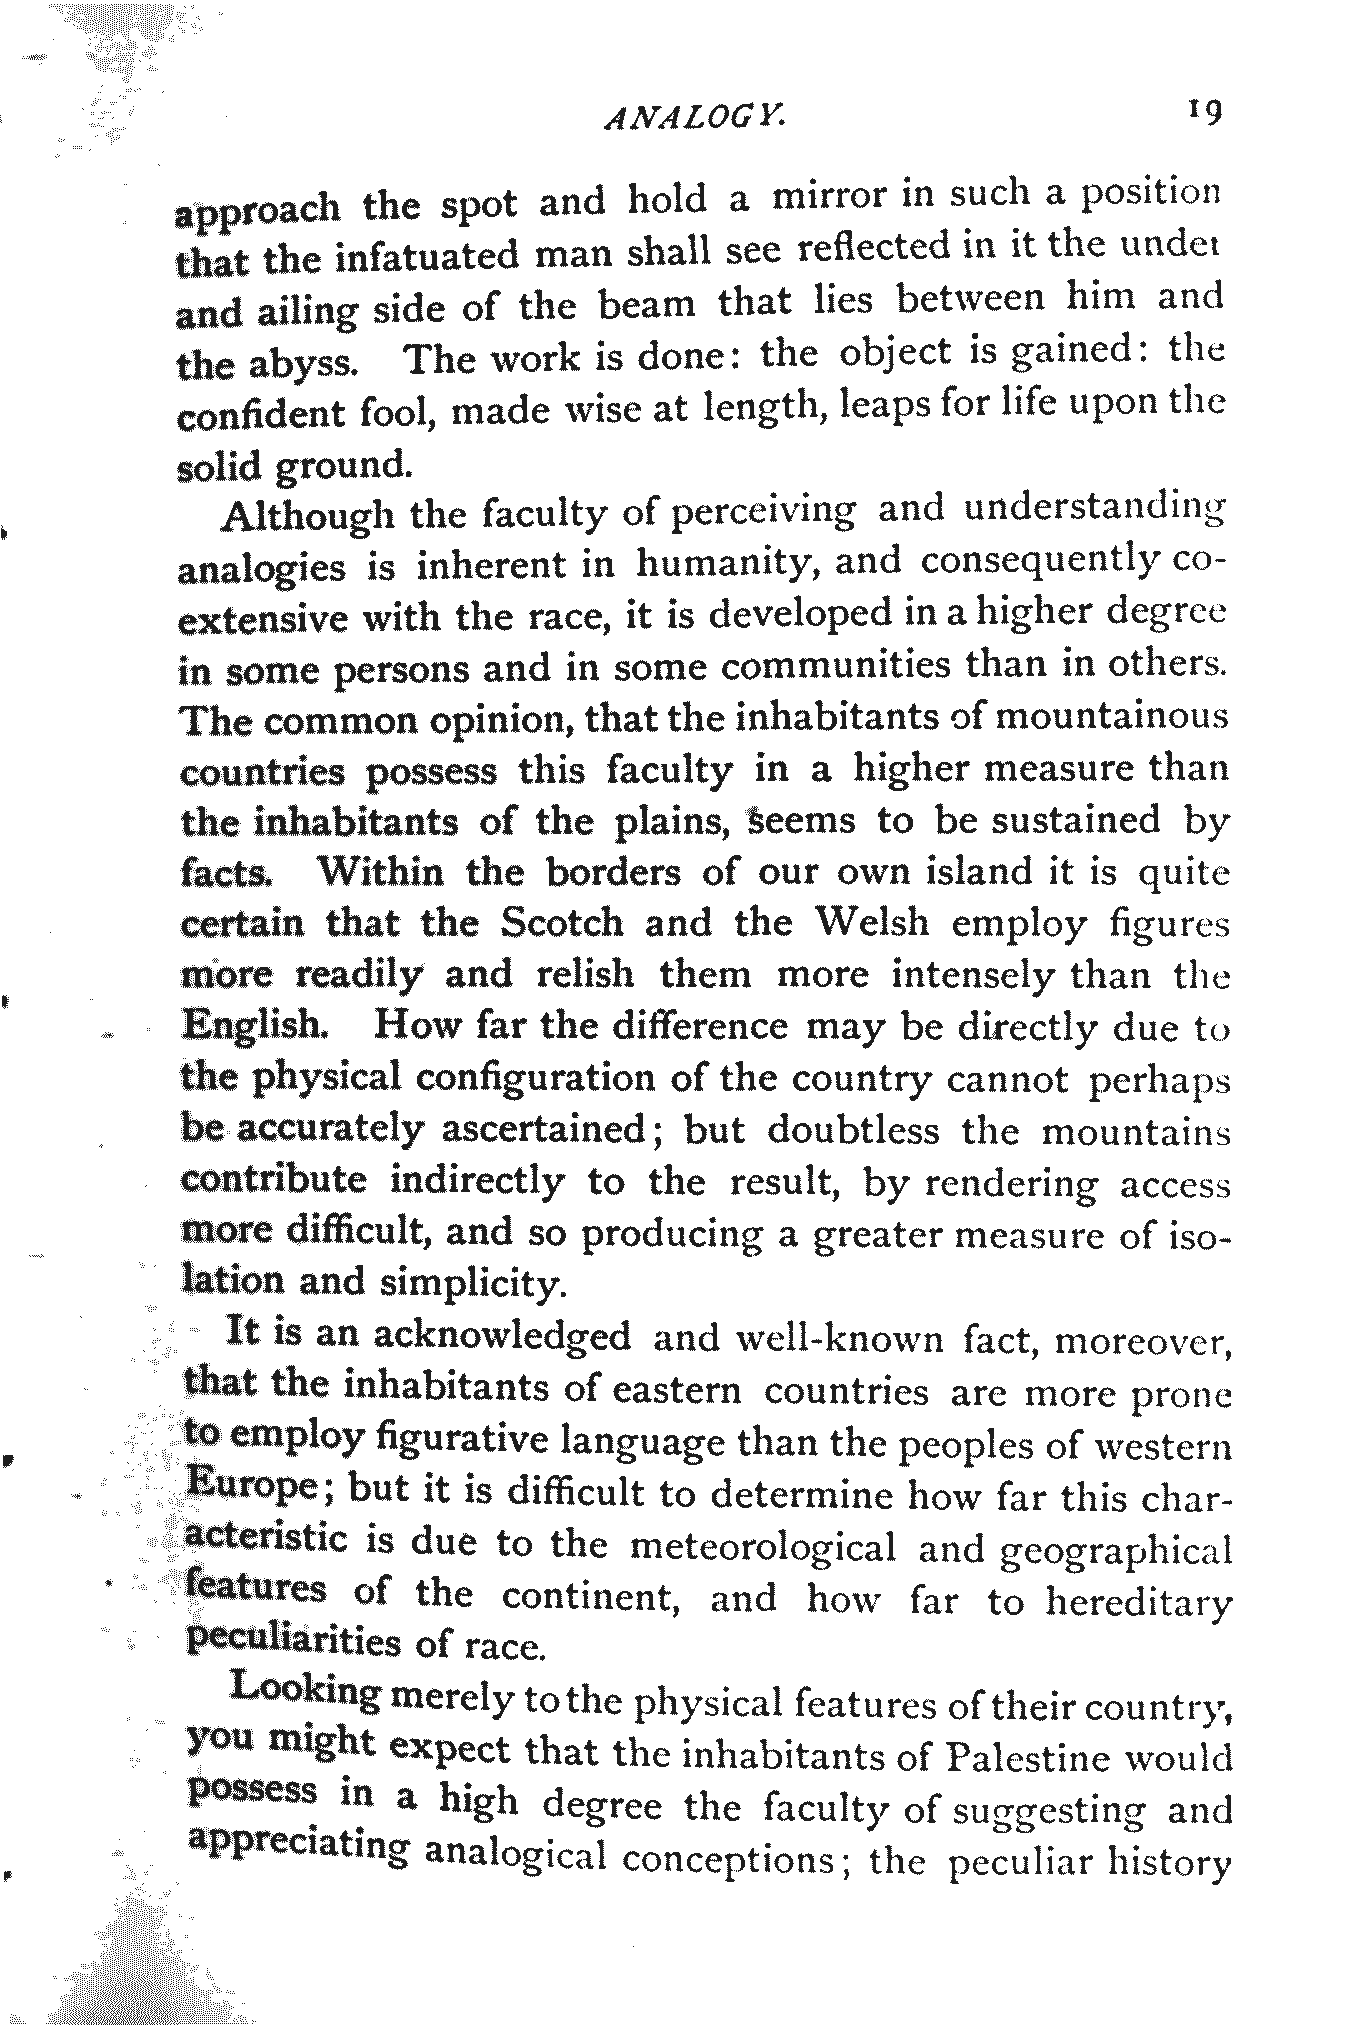 ANALOGY. 19
approach the spot and hold a mirror in such a position
that the infatuated man shall see reflected in it the under
and ailing side of the beam that lies between him and
the abyss. The work is done: the object is gained: the
confident fool, made wise at length, leaps for life upon the
solid ground.
Although the faculty of perceiving and understanding
analogies is inherent in humanity, and consequently co-
extensive with the race, it is developed in a higher degree
in some persons and in some communities than in others.
The common opinion, that the inhabitants of mountainous
countries possess this faculty in a higher measure than
the inhabitants of the plains, seems to be sustained by
facts. Within the borders of our own island it is quite
certain that the Scotch and the Welsh employ figures
more readily and relish them more intensely than the
English. How far the difference may be directly due to
the physical configuration of the country cannot perhaps
be accurately ascertained; but doubtless the mountains
contribute indirectly to the result, by rendering access
more difficult, and so producing a greater measure of iso-
lation and simplicity.
It is an acknowledged and well-known fact, moreover,
that the inhabitants of eastern countries are more prone
to employ figurative language than the peoples of western
Europe; but it is difficult to determine how far this char-
acteristic is due to the meteorological and geographical
features of the continent, and how far to hereditary
peculiarities of race.
Looking merely to the physical features of their country,
you might expect that the inhabitants of Palestine would
possess in a high degree the faculty of suggesting and
appreciating analogical conceptions; the peculiar history